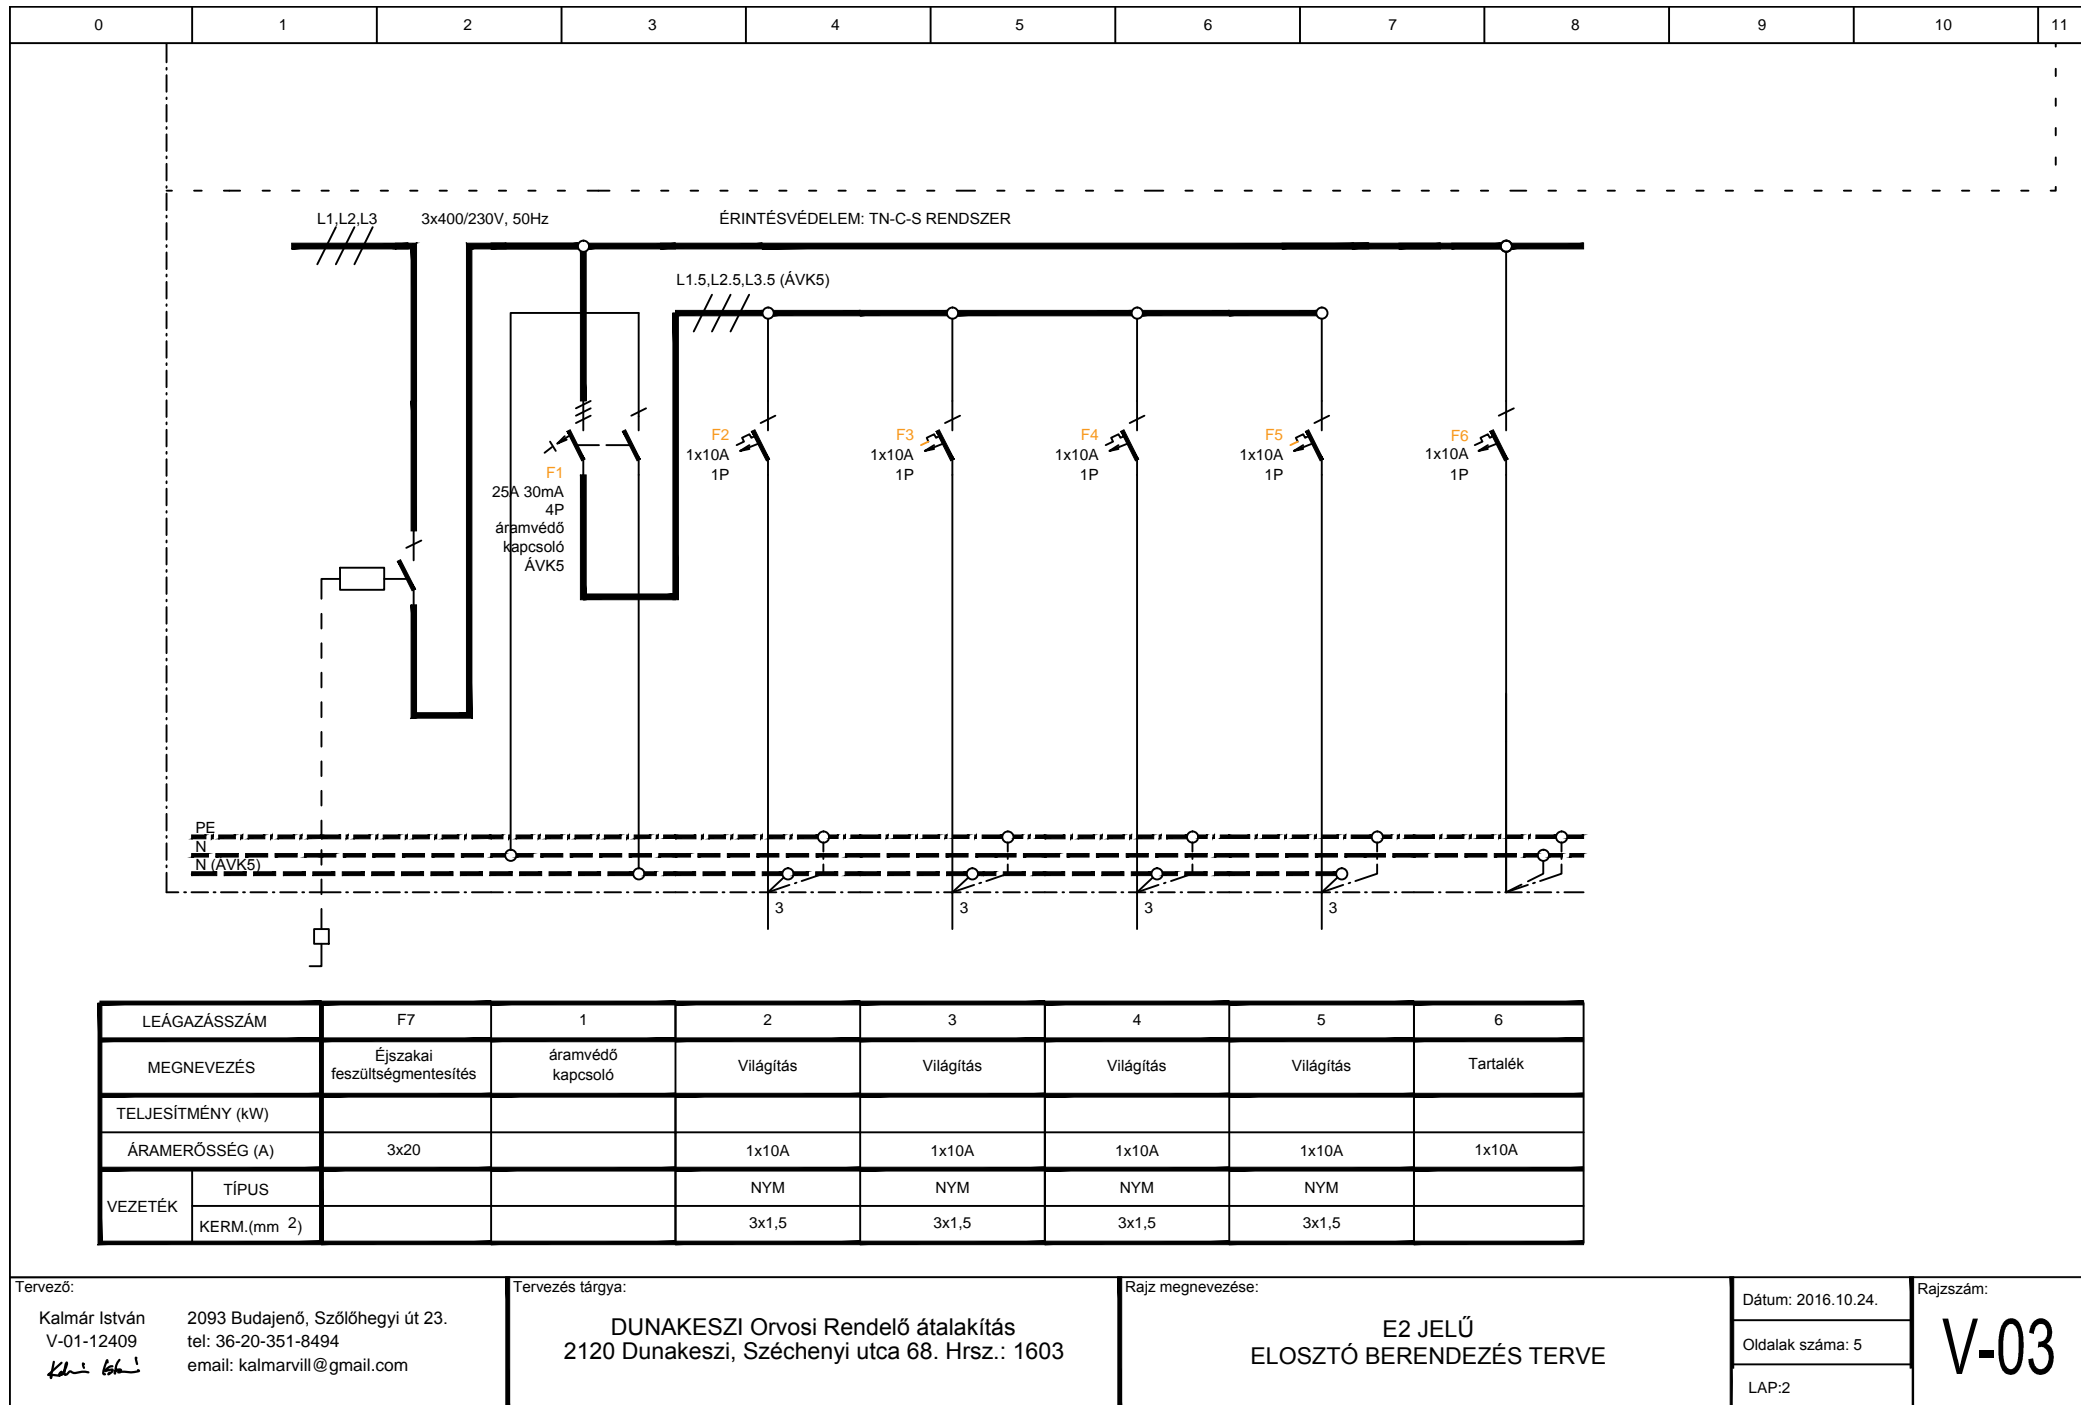 0 1 2 3 4 5 6 7 8 9 10 11
L1,L2,L3 3x400/230V, 50Hz ÉRINTÉSVÉDELEM: TN-C-S RENDSZER
L1.5,L2.5,L3.5 (ÁVK5)
F1
25A 30mA
4P
áramvédő
kapcsoló
ÁVK5
F2
1x10A
1P
F3
1x10A
1P
F4
1x10A
1P
F5
1x10A
1P
F6
1x10A
1P
PE
N
N (ÁVK5)
3 3 3 3
LEÁGAZÁSSZÁM F7 1 2 3 4 5 6
MEGNEVEZÉS Éjszakai feszültségmentesítés áramvédő kapcsoló Világítás Világítás Világítás Világítás Tartalék
TELJESÍTMÉNY (kW)
ÁRAMERŐSSÉG (A) 3x20 1x10A 1x10A 1x10A 1x10A 1x10A
VEZETÉK TÍPUS NYM NYM NYM NYM
KERM.(mm 2) 3x1,5 3x1,5 3x1,5 3x1,5
Tervező:
Kalmár István
V-01-12409
2093 Budajenő, Szőlőhegyi út 23.
tel: 36-20-351-8494
email: kalmarvill@gmail.com
Tervezés tárgya:
DUNAKESZI Orvosi Rendelő átalakítás
2120 Dunakeszi, Széchenyi utca 68. Hrsz.: 1603
Rajz megnevezése:
E2 JELŰ
ELOSZTÓ BERENDEZÉS TERVE
Dátum: 2016.10.24.
Oldalak száma: 5
LAP:2
Rajzszám:
V-03